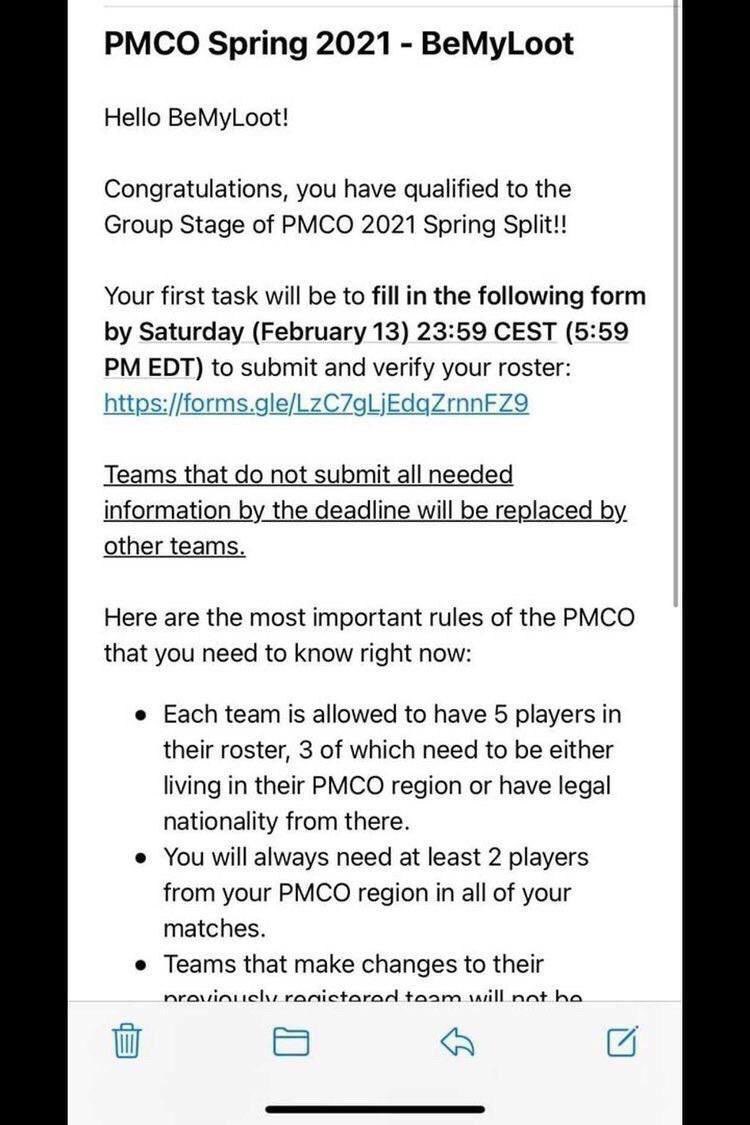 PMCO Spring 2021 - BeMyLoot
Hello BeMyLoot!
Congratulations, you have qualified to the
Group Stage of PMCO 2021 Spring Split!!
Your first task will be to fill in the following form
by Saturday (February 13) 23:59 CEST (5:59
PM EDT) to submit and verify your roster:
https://forms.gle/LzC7gLjEdqZrnnFZ9
Teams that do not submit all needed
information by the deadline will be replaced by
other teams.
Here are the most important rules of the PMCO
that you need to know right now:
• Each team is allowed to have 5 players in
their roster, 3 of which need to be either
living in their PMCO region or have legal
nationality from there.
• You will always need at least 2 players
from your PMCO region in all of your
matches.
• Teams that make changes to their
previously registered team will not be